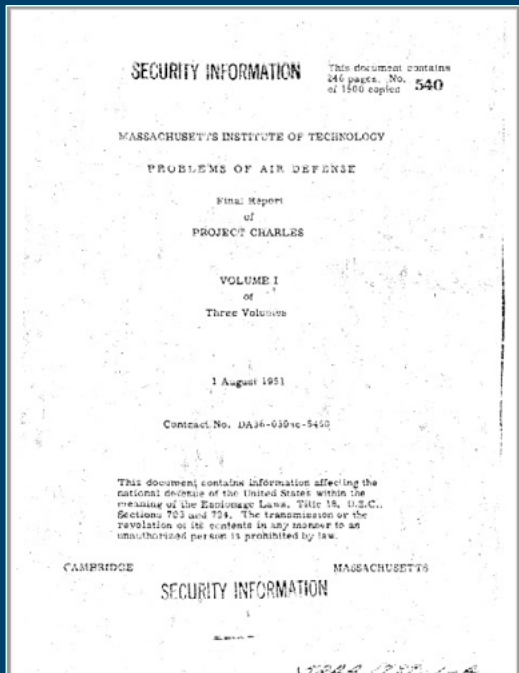 SECURITY INFORMATION
This document contains
246 pages. No.
of 1500 copies 540
MASSACHUSETTS INSTITUTE OF TECHNOLOGY
PROBLEMS OF AIR DEFENSE
Final Report
of
PROJECT CHARLES
VOLUME I
of
Three Volumes
1 August 1951
Contract No.
This document contains information affecting the
national defense of the United States within the
meaning of the Espionage Laws, Title 18, U.S.C.,
Sections 793 and 794. The transmission or the
revelation of its contents in any manner to an
unauthorized person is prohibited by law.
CAMBRIDGE
MASSACHUSETTS
SECURITY INFORMATION